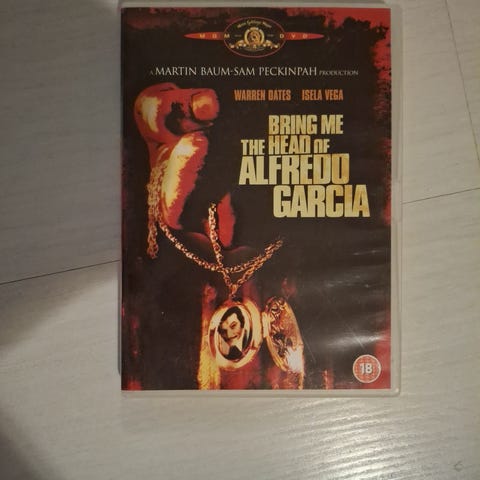 MGM DVD
A MARTIN BAUM-SAM PECKINPAH PRODUCTION
WARREN OATES ISELA VEGA
BRING ME
THE HEAD OF
ALFREDO
GARCIA
18